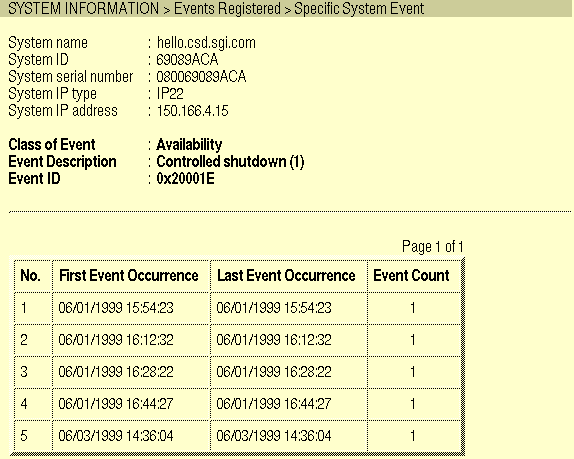 SYSTEM INFORMATION > Events Registered > Specific System Event
System name : hello.csd.sgi.com
System ID : 69089ACA
System serial number : 080069089ACA
System IP type : IP22
System IP address : 150.166.4.15
Class of Event : Availability
Event Description : Controlled shutdown (1)
Event ID : 0x20001E
Page 1 of 1
No. First Event Occurrence Last Event Occurrence Event Count
1 06/01/1999 15:54:23 06/01/1999 15:54:23 1
2 06/01/1999 16:12:32 06/01/1999 16:12:32 1
3 06/01/1999 16:28:22 06/01/1999 16:28:22 1
4 06/01/1999 16:44:27 06/01/1999 16:44:27 1
5 06/03/1999 14:36:04 06/03/1999 14:36:04 1